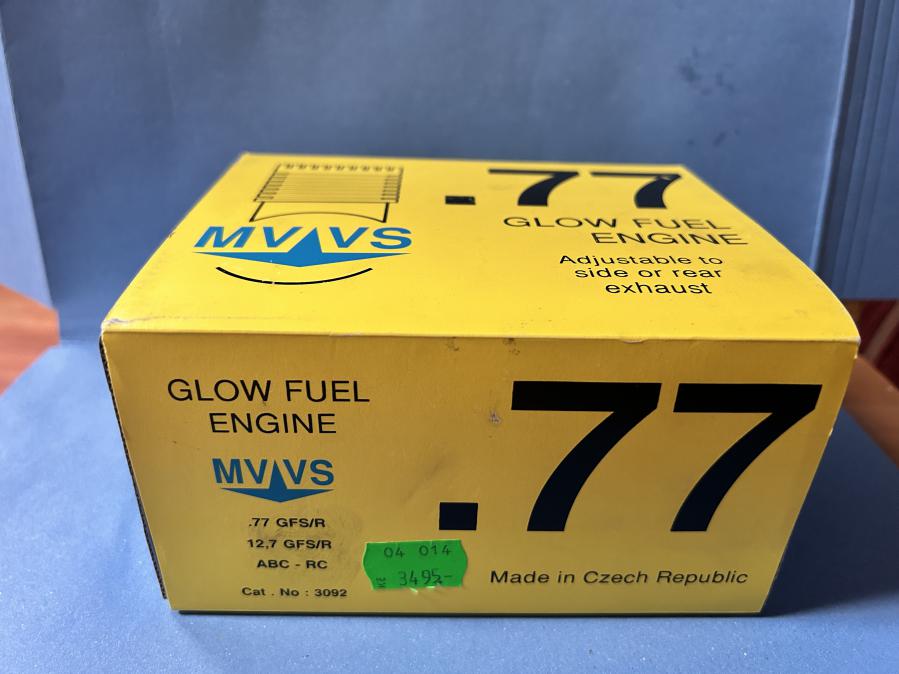 .77
GLOW FUEL
ENGINE
Adjustable to
side or rear
exhaust
MVVS
GLOW FUEL
ENGINE
MVVS
.77 GFS/R
12,7 GFS/R
ABC - RC
Cat . No : 3092
.77
04 014
Kč 3495-
Made in Czech Republic